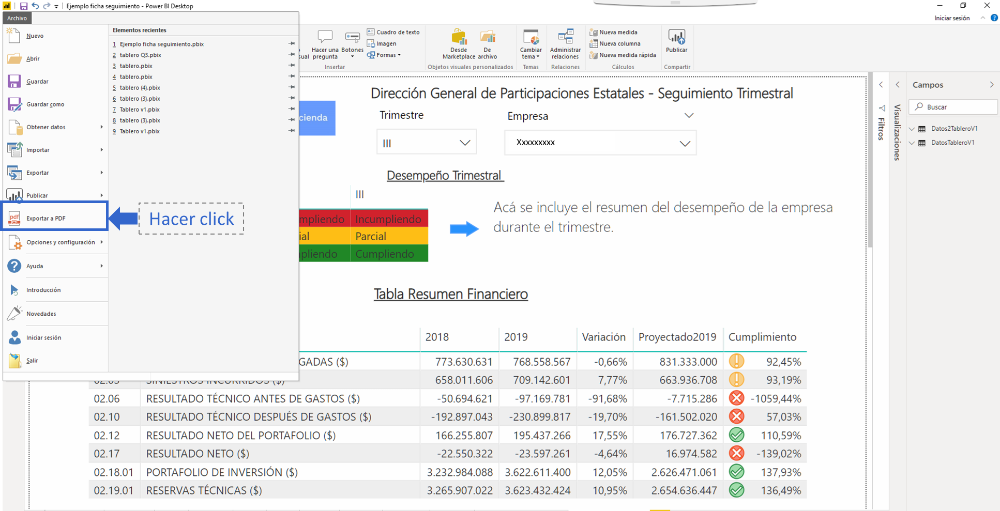 Ejemplo ficha seguimiento - Power BI Desktop
Archivo
Iniciar sesión
Nuevo
Abrir
Guardar
Guardar como
Obtener datos
Importar
Exportar
Publicar
pdf
Exportar a PDF
Opciones y configuración
Ayuda
Introducción
Novedades
Iniciar sesión
Salir
Elementos recientes
1 Ejemplo ficha seguimiento.pbix
2 tablero Q3.pbix
3 tablero.pbix
4 tablero.pbix
5 tablero (4).pbix
6 tablero (3).pbix
7 Tablero v1.pbix
8 tablero (3).pbix
9 Tablero v1.pbix
Hacer click
sual
Hacer una pregunta
Botones
Cuadro de texto
Imagen
Formas
Insertar
Desde Marketplace
De archivo
Objetos visuales personalizados
Cambiar tema
Temas
Administrar relaciones
Relaciones
Nueva medida
Nueva columna
Nueva medida rápida
Cálculos
Publicar
Compartir
cienda
Dirección General de Participaciones Estatales - Seguimiento Trimestral
Trimestre
III
Empresa
Xxxxxxxxx
Desempeño Trimestral
III
mpliendo Incumpliendo
ial Parcial
npliendo Cumpliendo
Acá se incluye el resumen del desempeño de la empresa
durante el trimestre.
Tabla Resumen Financiero
2018 2019 Variación Proyectado2019 Cumplimiento
GADAS ($) 773.630.631 768.558.567 -0,66% 831.333.000 92,45%
02.05 SINIESTROS INCURRIDOS ($) 658.011.606 709.142.601 7,77% 663.936.708 93,19%
02.06 RESULTADO TÉCNICO ANTES DE GASTOS ($) -50.694.621 -97.169.781 -91,68% -7.715.286 -1059,44%
02.10 RESULTADO TÉCNICO DESPUÉS DE GASTOS ($) -192.897.043 -230.899.817 -19,70% -161.502.020 57,03%
02.12 RESULTADO NETO DEL PORTAFOLIO ($) 166.255.807 195.437.266 17,55% 176.727.362 110,59%
02.17 RESULTADO NETO ($) -22.550.322 -23.597.261 -4,64% 16.974.582 -139,02%
02.18.01 PORTAFOLIO DE INVERSIÓN ($) 3.232.984.088 3.622.611.400 12,05% 2.626.471.061 137,93%
02.19.01 RESERVAS TÉCNICAS ($) 3.265.907.022 3.623.432.424 10,95% 2.654.636.447 136,49%
Filtros
Visualizaciones
Campos
Buscar
Datos2TableroV1
DatosTableroV1